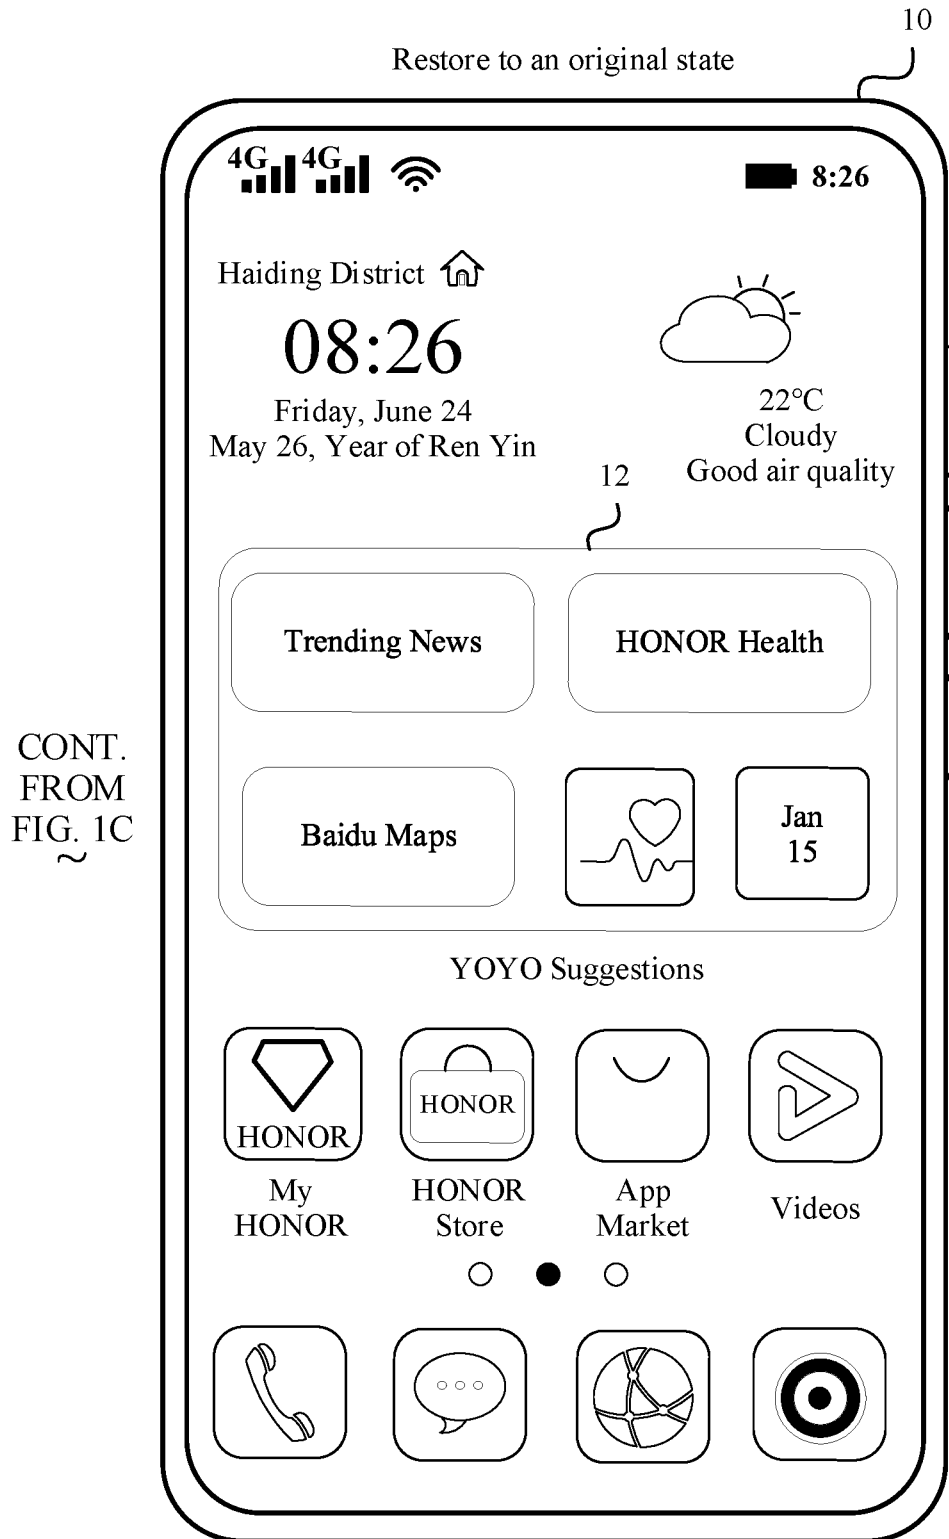 10
Restore to an original state
4G 4G 8:26
Haiding District
08:26
Friday, June 24
May 26, Year of Ren Yin
22°C
Cloudy
Good air quality
12
Trending News
HONOR Health
CONT.
FROM
FIG. 1C
Baidu Maps
Jan
15
YOYO Suggestions
HONOR
HONOR
My
HONOR
HONOR
Store
App
Market
Videos